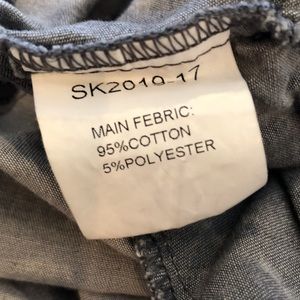 SK2019-17
MAIN FEBRIC:
95%COTTON
5%POLYESTER